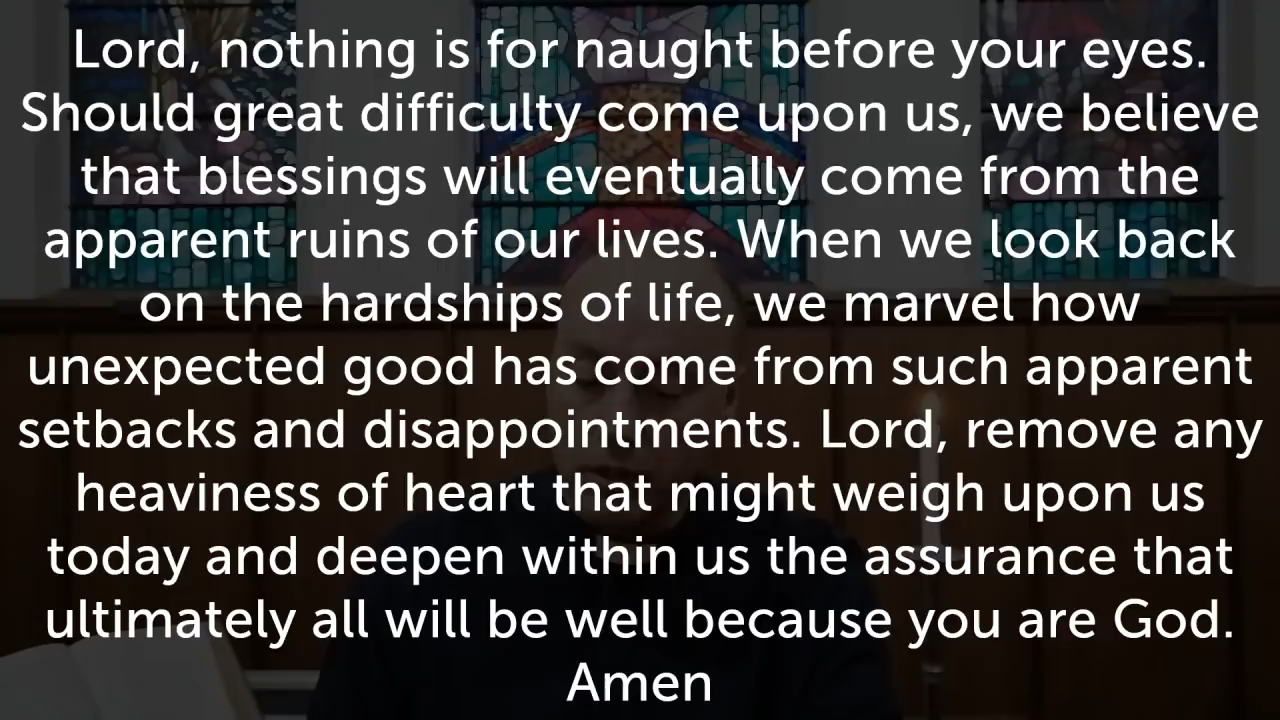 Lord, nothing is for naught before your eyes.
Should great difficulty come upon us, we believe
that blessings will eventually come from the
apparent ruins of our lives. When we look back
on the hardships of life, we marvel how
unexpected good has come from such apparent
setbacks and disappointments. Lord, remove any
heaviness of heart that might weigh upon us
today and deepen within us the assurance that
ultimately all will be well because you are God.
Amen